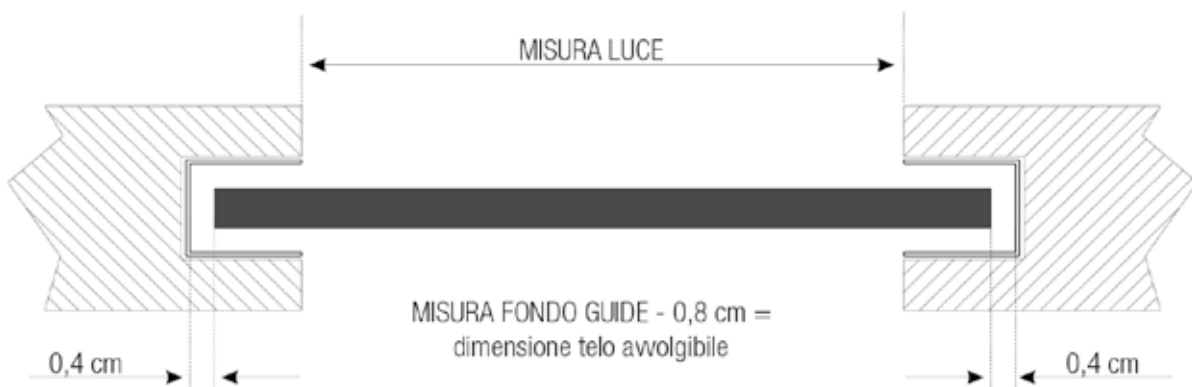 MISURA LUCE
MISURA FONDO GUIDE - 0,8 cm =
dimensione telo avvolgibile
0,4 cm
0,4 cm